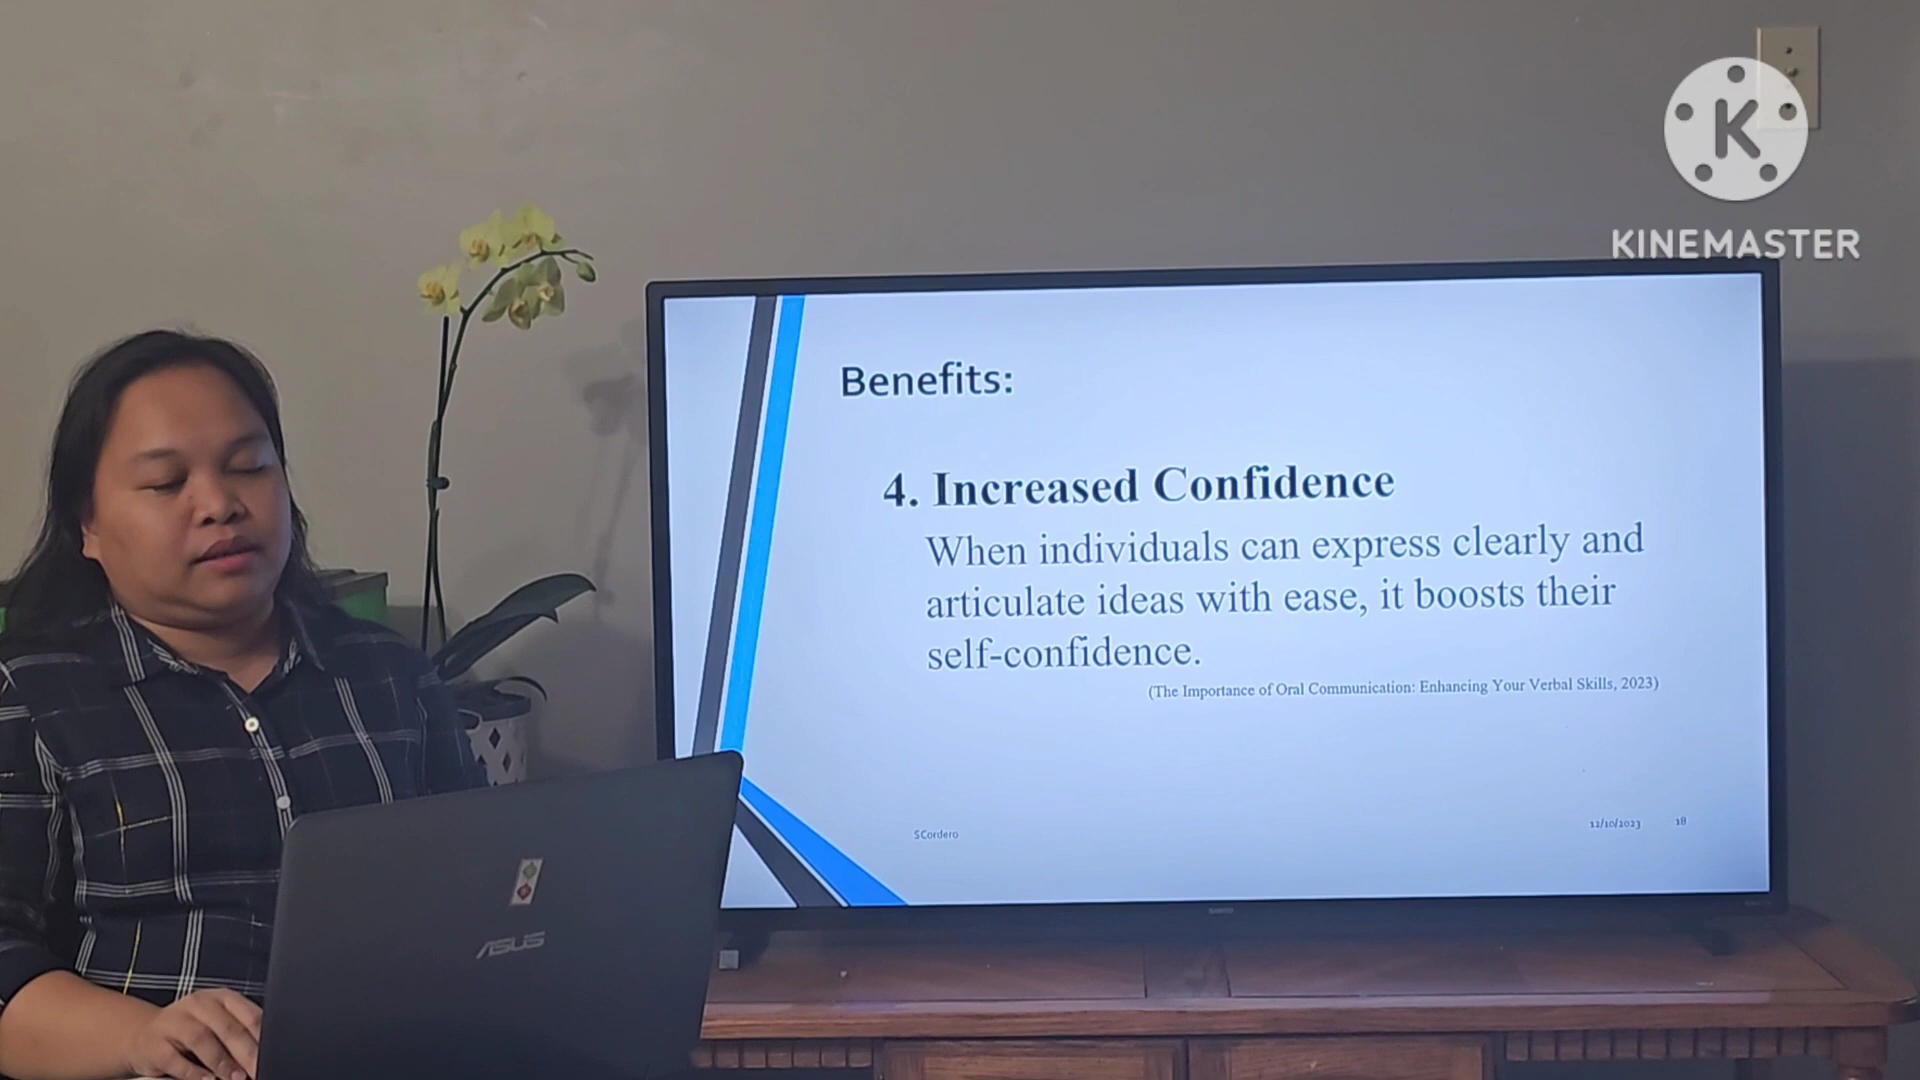 K
KINEMASTER
Benefits:
4. Increased Confidence
When individuals can express clearly and
articulate ideas with ease, it boosts their
self-confidence.
(The Importance of Oral Communication: Enhancing Your Verbal Skills, 2023)
SCordero
12/10/2023
18
ASUS